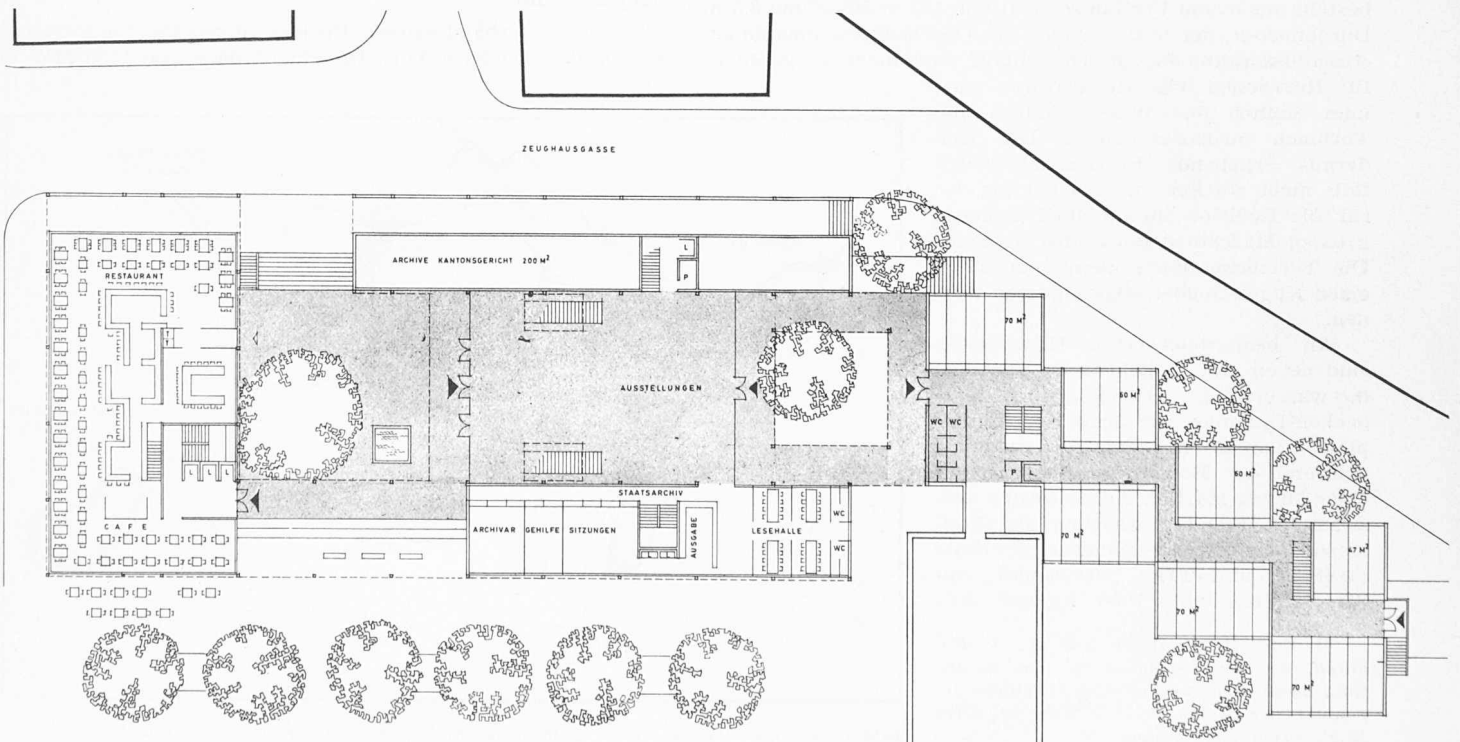 ZEUGHAUSGASSE
ARCHIVE KANTONSGERICHT 200 M²
L
P
RESTAURANT
70 M²
AUSSTELLUNGEN
60 M²
WC WC
P L
60 M²
L L L
STAATSARCHIV
CAFE
ARCHIVAR GEHILFE SITZUNGEN
AUSGABE
LESEHALLE
WC
WC
70 M²
47 M²
70 M²
70 M²